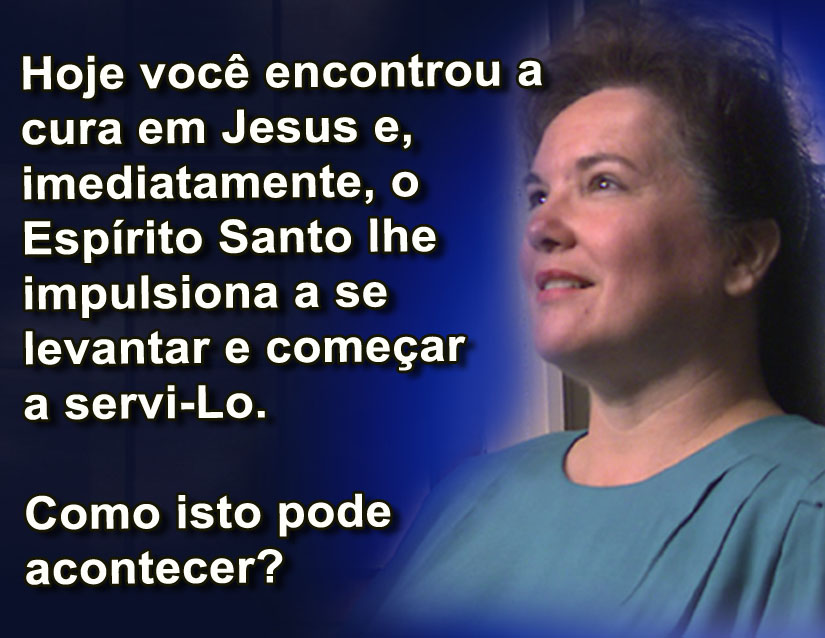 Hoje você encontrou a
cura em Jesus e,
imediatamente, o
Espírito Santo lhe
impulsiona a se
levantar e começar
a servi-Lo.
Como isto pode
acontecer?